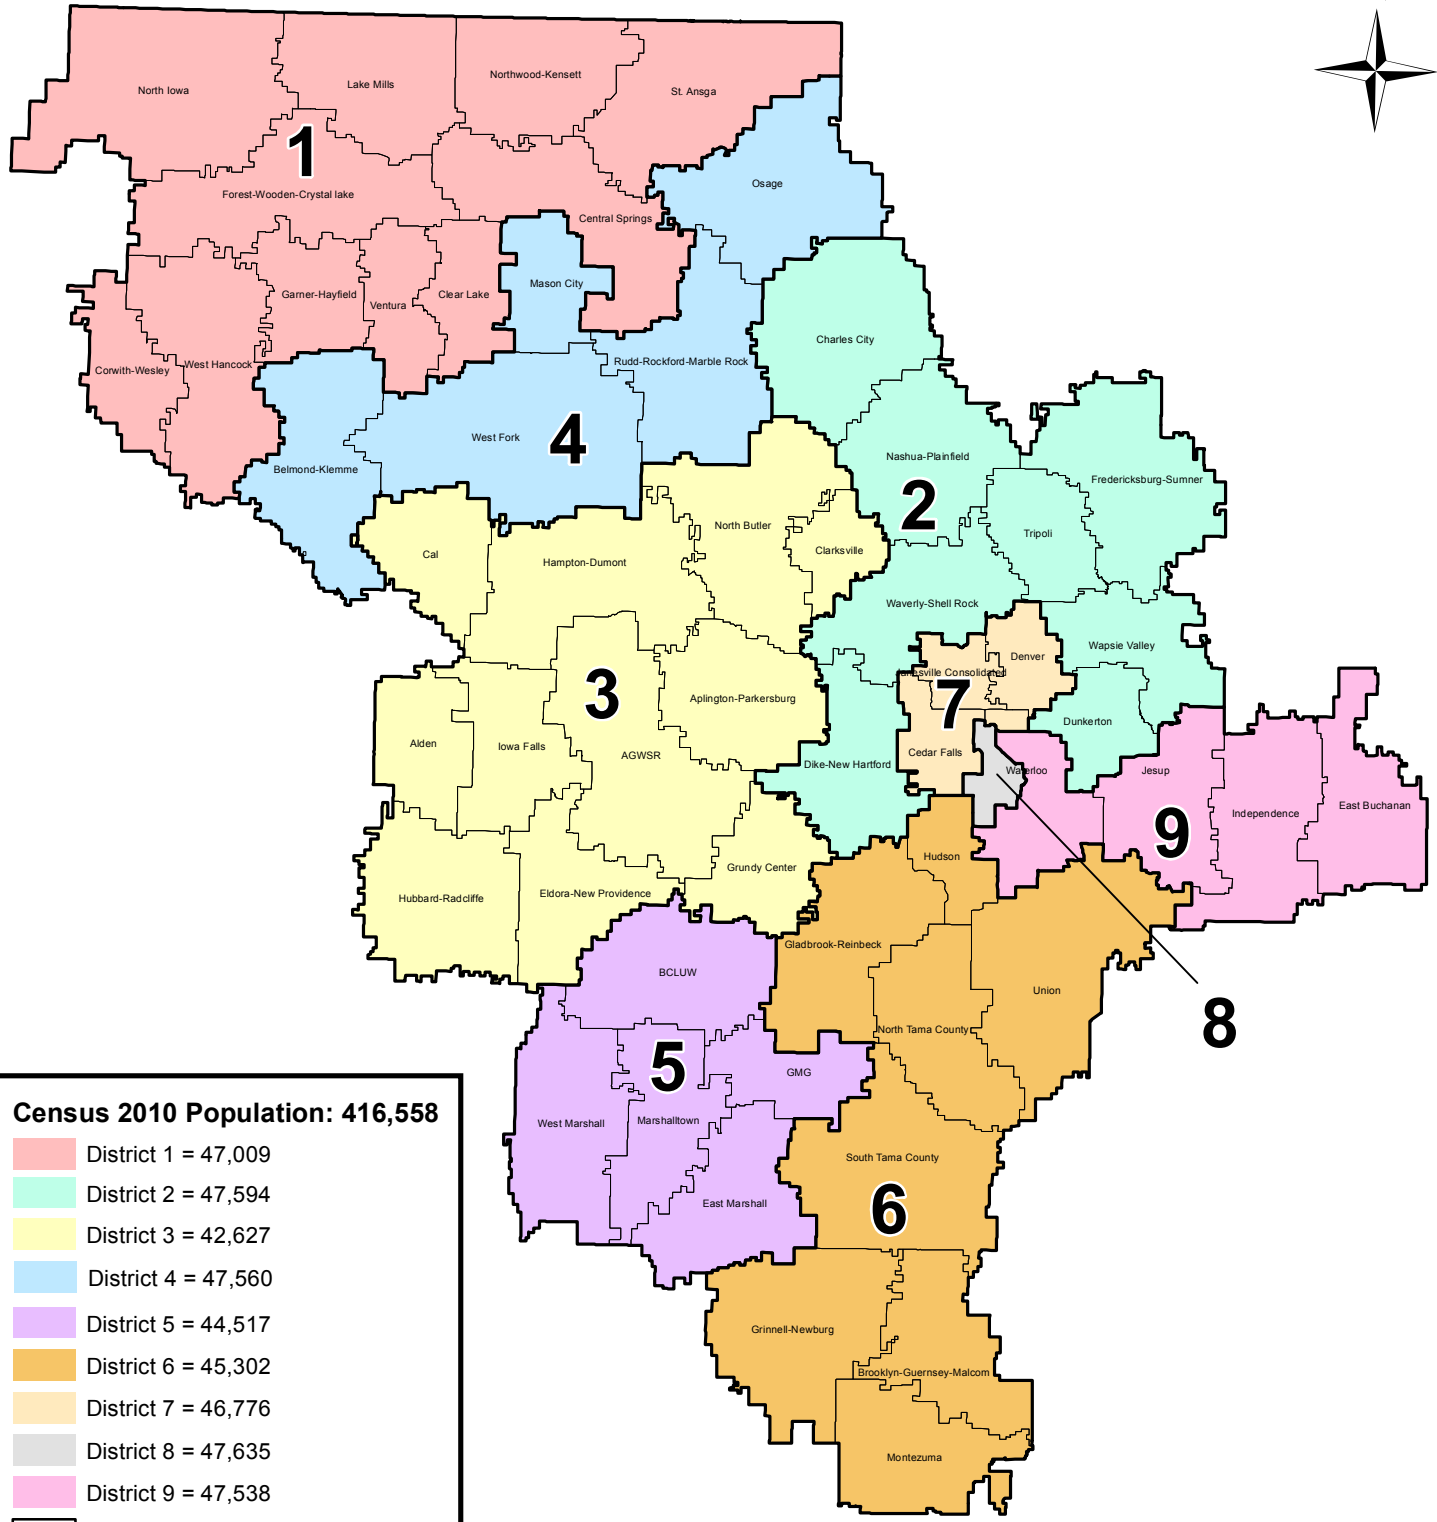 North Iowa
Lake Mills
Northwood-Kensett
St. Ansga
1
Osage
Forest-Wooden-Crystal lake
Central Springs
Mason City
Garner-Hayfield
Clear Lake
Ventura
Charles City
Rudd-Rockford-Marble Rock
West Hancock
Corwith-Wesley
West Fork
4
Nashua-Plainfield
Belmond-Klemme
Fredericksburg-Sumner
2
North Butler
Tripoli
Clarksville
Cal
Hampton-Dumont
Waverly-Shell Rock
Wapsie Valley
Denver
Janesville Consolidated
3
7
Aplington-Parkersburg
Dunkerton
Alden
Iowa Falls
AGWSR
Cedar Falls
Dike-New Hartford
Waterloo
Jesup
East Buchanan
Independence
9
Hudson
Grundy Center
Eldora-New Providence
Hubbard-Radcliffe
Gladbrook-Reinbeck
BCLUW
Union
North Tama County
8
5
GMG
West Marshall
Marshalltown
South Tama County
East Marshall
6
Grinnell-Newburg
Brooklyn-Guernsey-Malcom
Montezuma
Census 2010 Population: 416,558
District 1 = 47,009
District 2 = 47,594
District 3 = 42,627
District 4 = 47,560
District 5 = 44,517
District 6 = 45,302
District 7 = 46,776
District 8 = 47,635
District 9 = 47,538